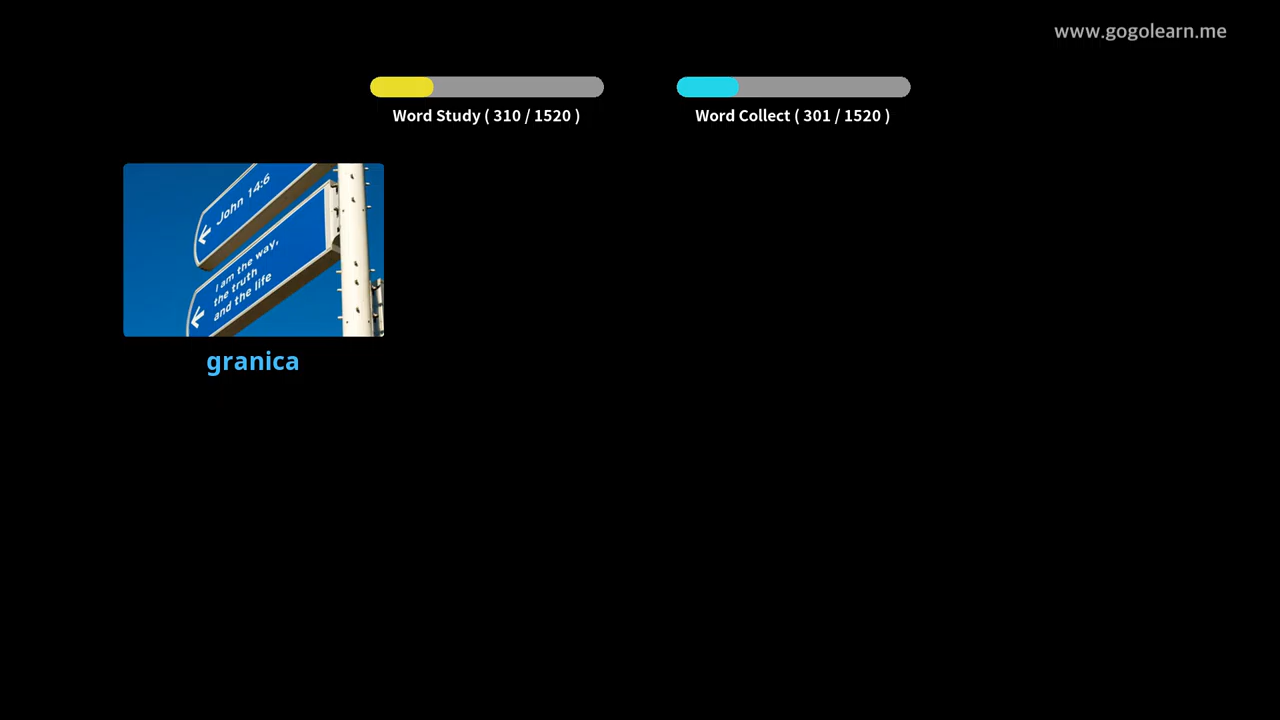 www.gogolearn.me
Word Study ( 310 / 1520 )
Word Collect ( 301 / 1520 )
John 14:6
I am the way,
the truth
and the life
granica